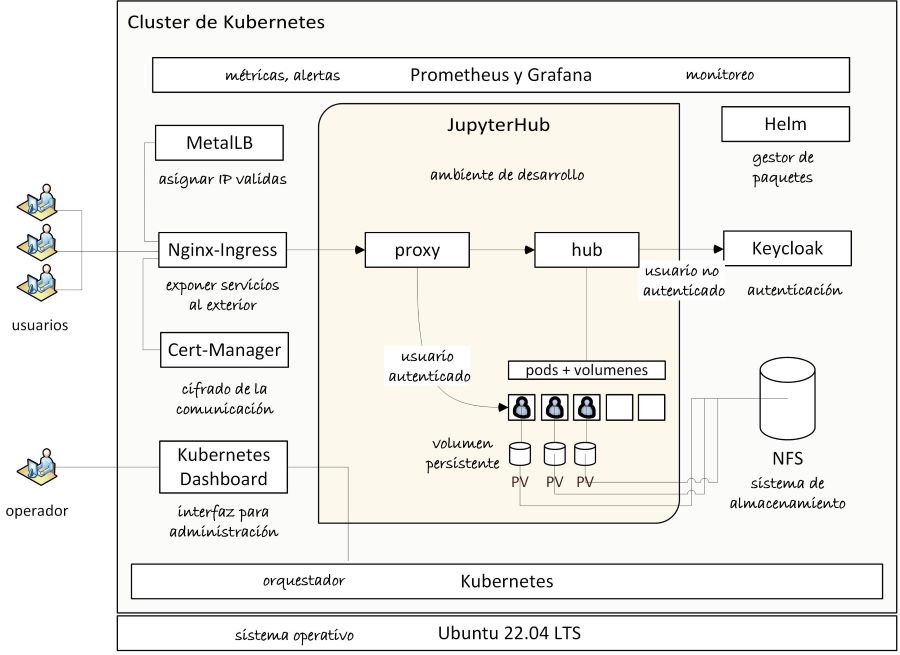 Cluster de Kubernetes
métricas, alertas
Prometheus y Grafana
monitoreo
MetalLB
asignar IP validas
JupyterHub
ambiente de desarrollo
Helm
gestor de
paquetes
usuarios
Nginx-Ingress
exponer servicios
al exterior
proxy
hub
usuario no
autenticado
Keycloak
autenticación
Cert-Manager
cifrado de la
comunicación
usuario
autenticado
pods + volumenes
volumen
persistente
PV
PV
PV
NFS
sistema de
almacenamiento
operador
Kubernetes
Dashboard
interfaz para
administración
orquestador
Kubernetes
sistema operativo
Ubuntu 22.04 LTS